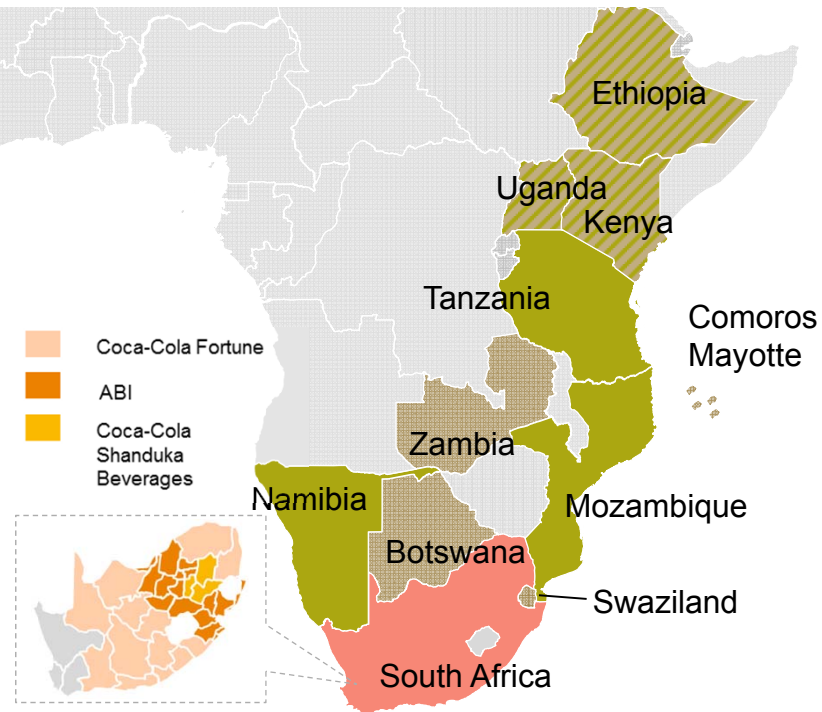 Ethiopia
Uganda
Kenya
Tanzania
Comoros
Mayotte
Coca-Cola Fortune
ABI
Coca-Cola
Shanduka
Beverages
Zambia
Namibia
Mozambique
Botswana
Swaziland
South Africa